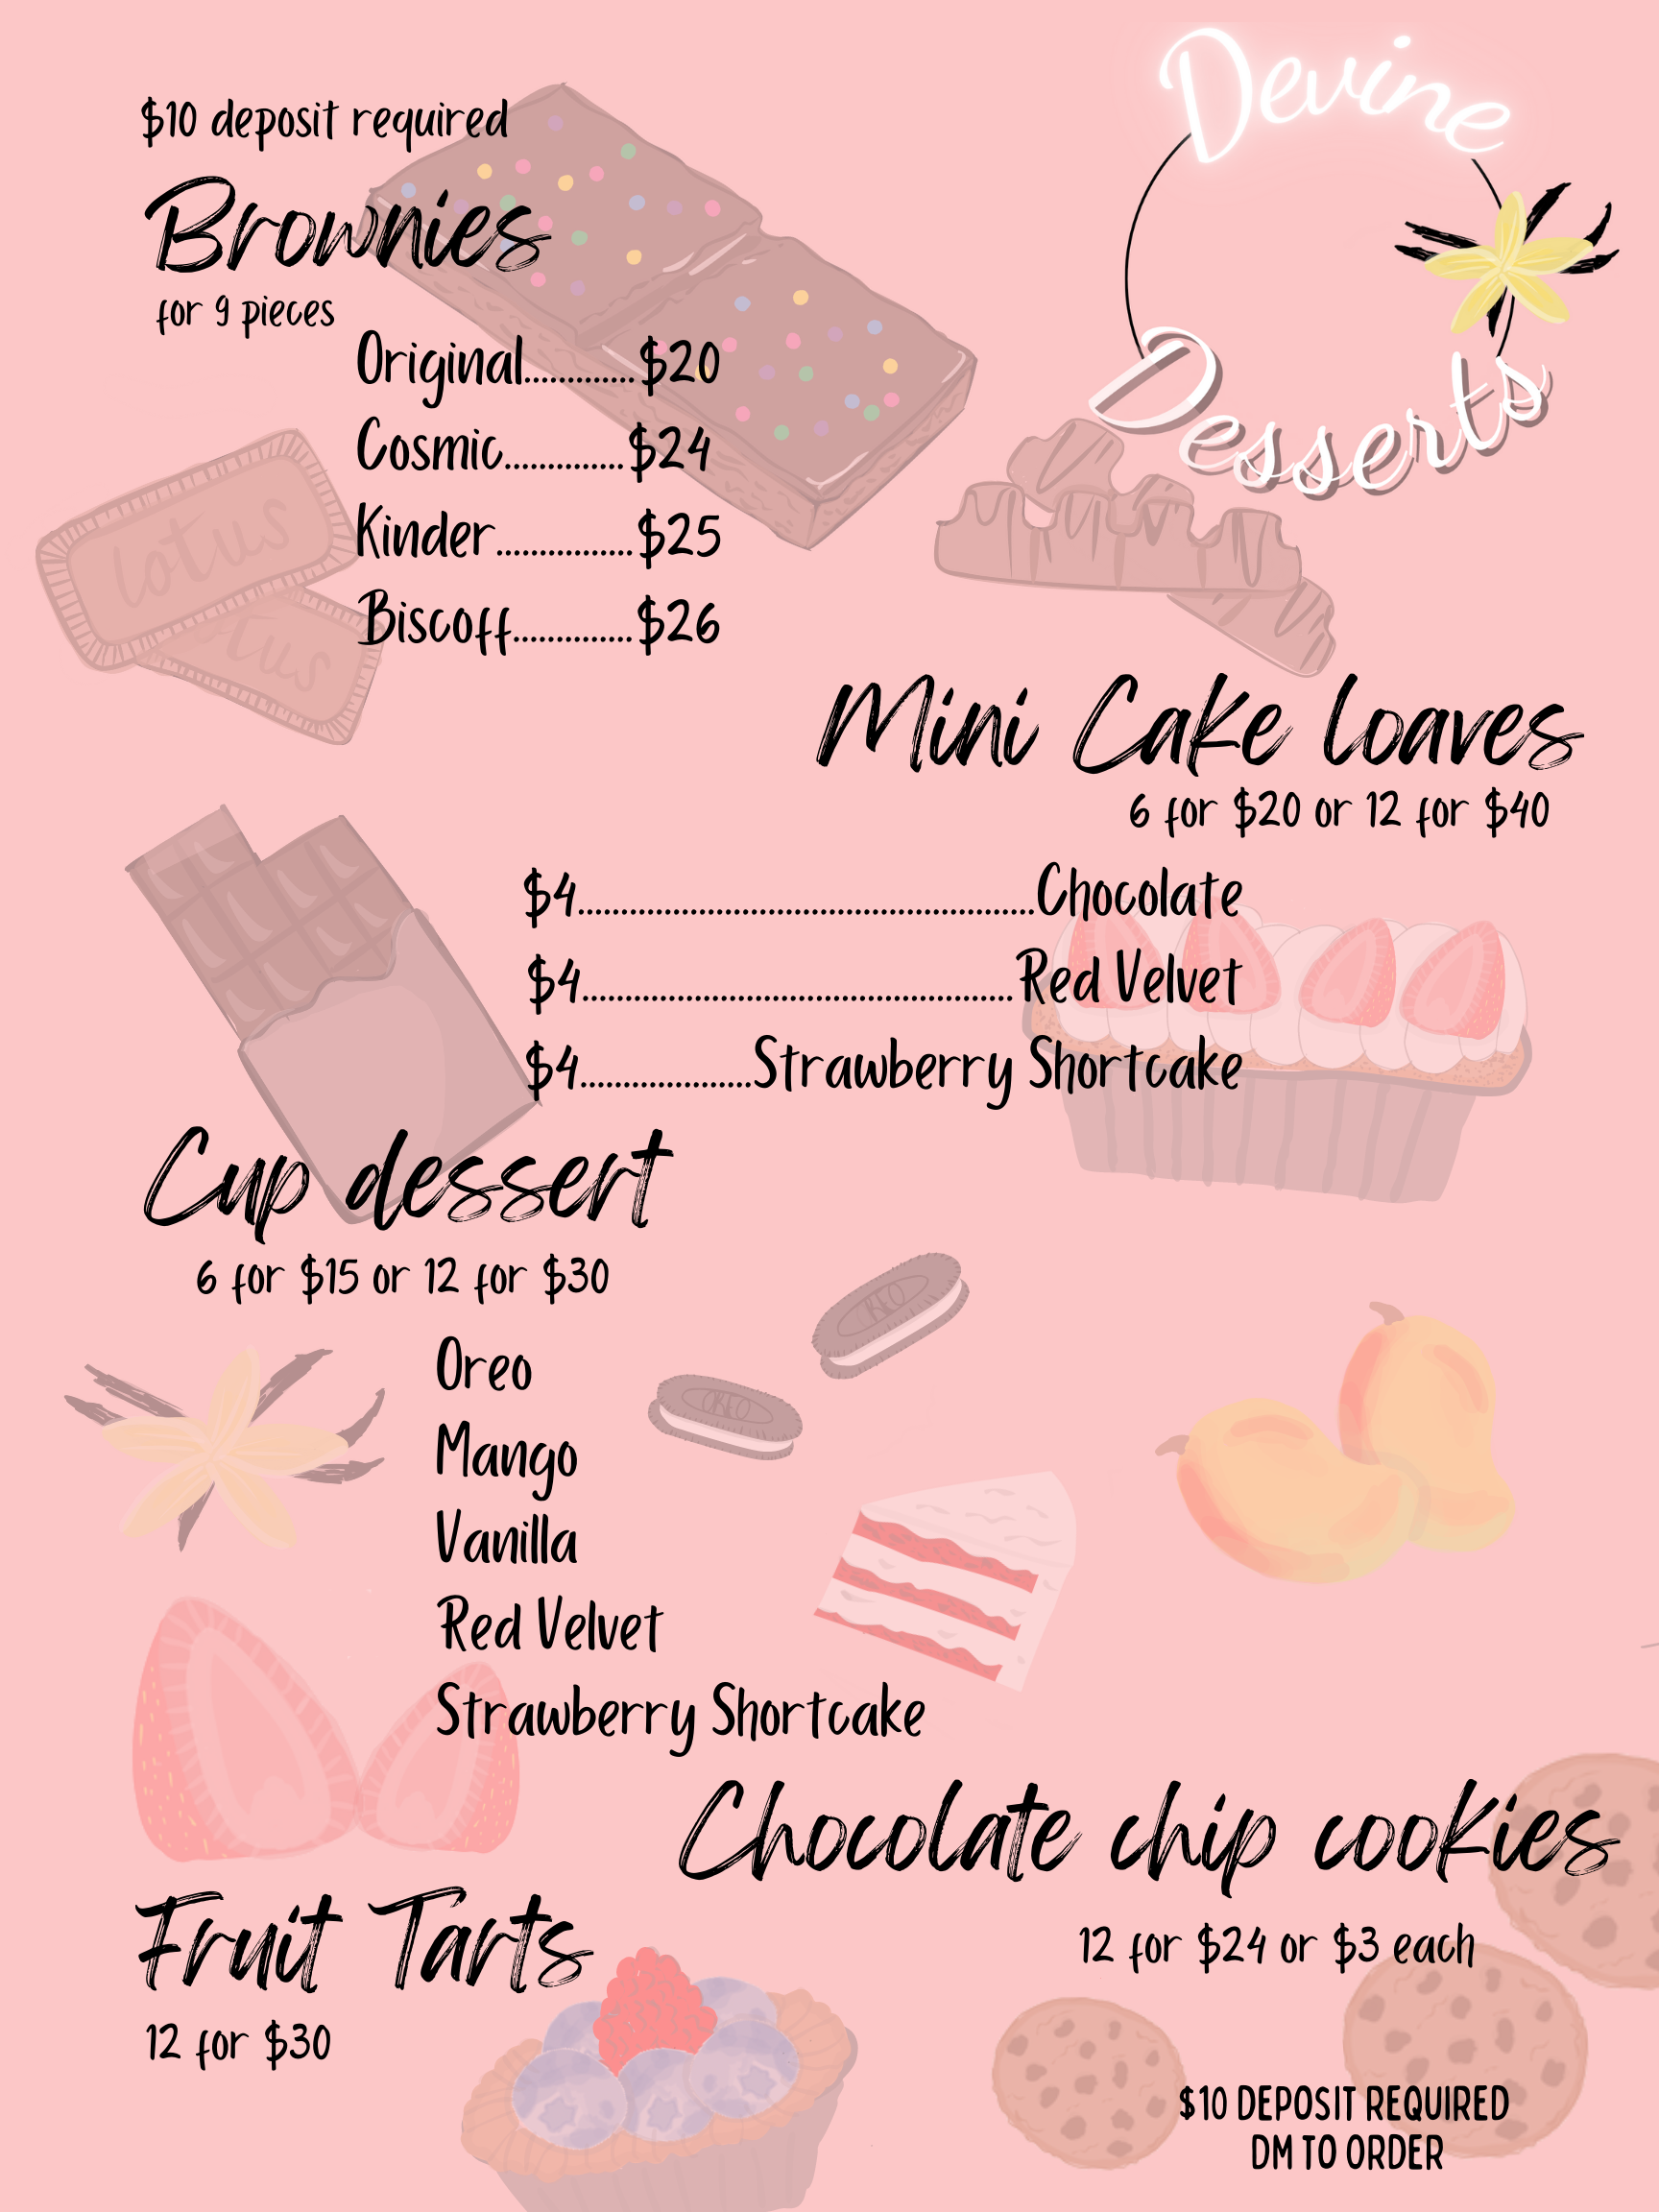 Devine
Desserts
$10 deposit required
Brownies
for 9 pieces
Original.............$20
Cosmic..............$24
Kinder................$25
Biscoff..............$26
lotus
lotus
Mini Cake loaves
6 for $20 or 12 for $40
$4......................................................Chocolate
$4...................................................Red Velvet
$4....................Strawberry Shortcake
Cup dessert
6 for $15 or 12 for $30
Oreo
Mango
Vanilla
Red Velvet
Strawberry Shortcake
OREO
OREO
Chocolate chip cookies
12 for $24 or $3 each
Fruit Tarts
12 for $30
$10 DEPOSIT REQUIRED
DM TO ORDER